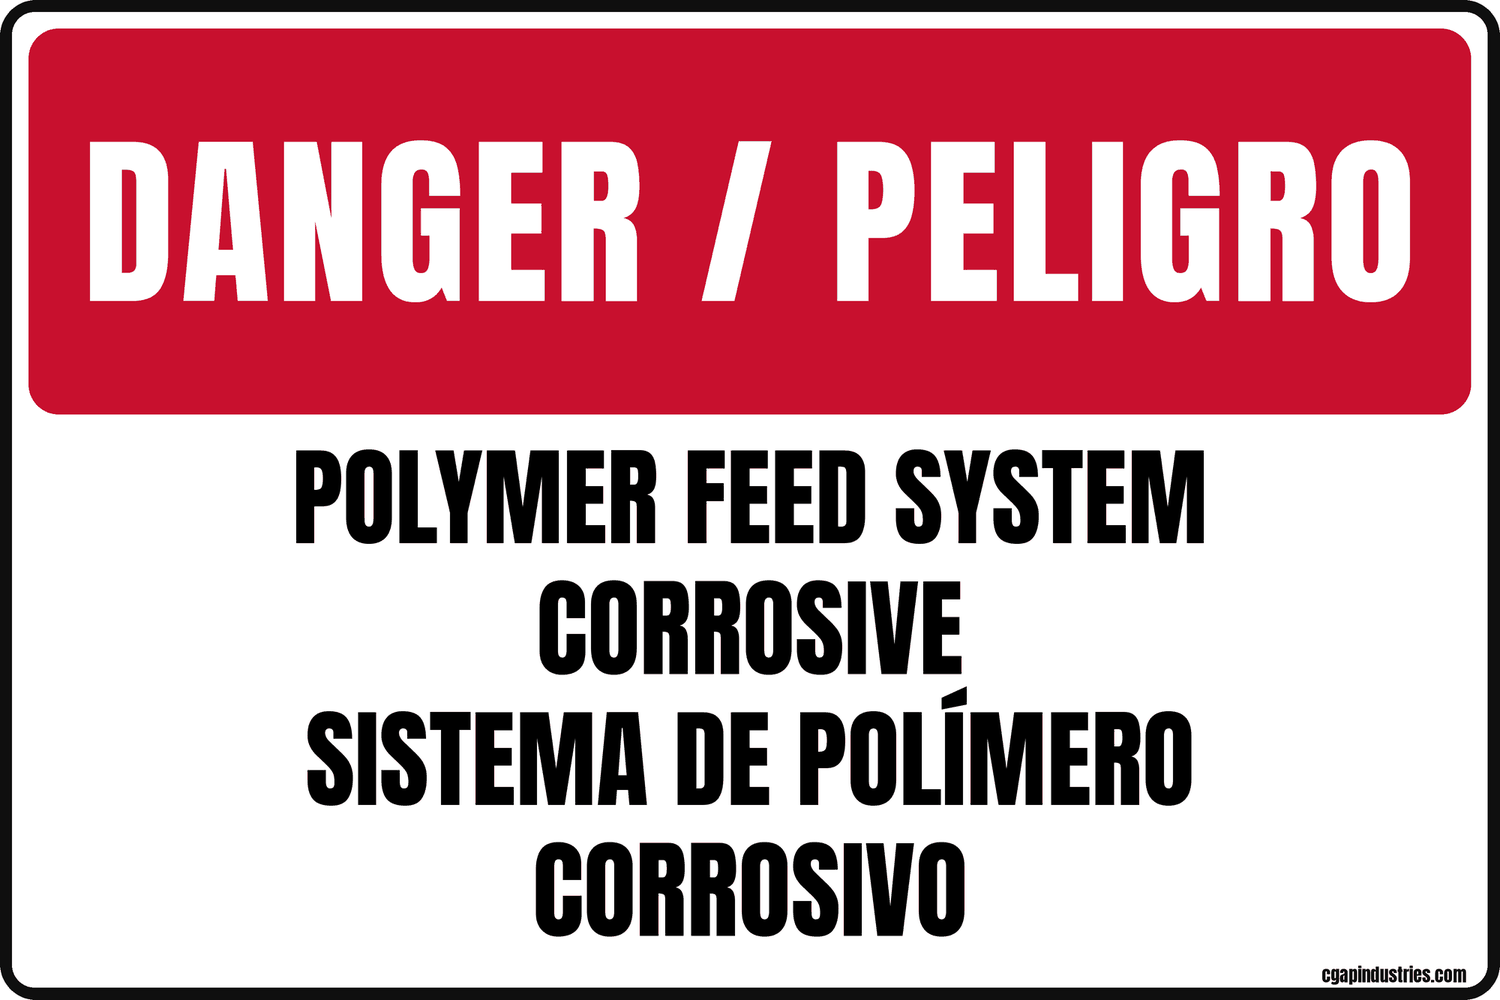 DANGER / PELIGRO
POLYMER FEED SYSTEM
CORROSIVE
SISTEMA DE POLÍMERO
CORROSIVO
cgapindustries.com